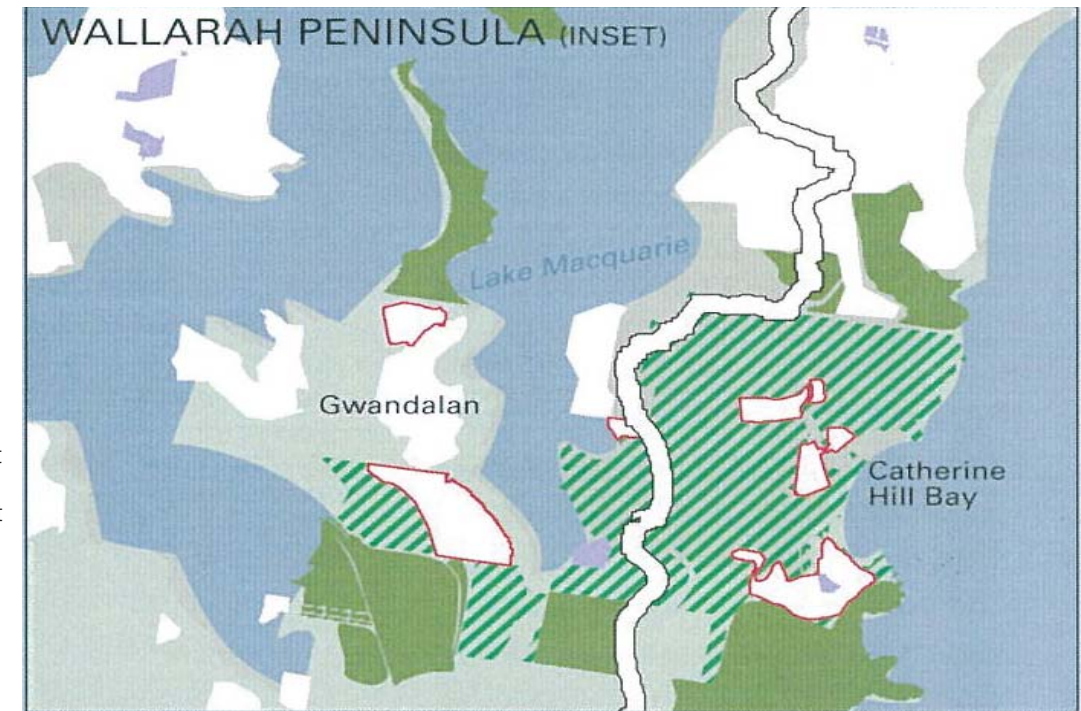 WALLARAH PENINSULA (INSET)
Lake Macquarie
Gwandalan
Catherine
Hill Bay